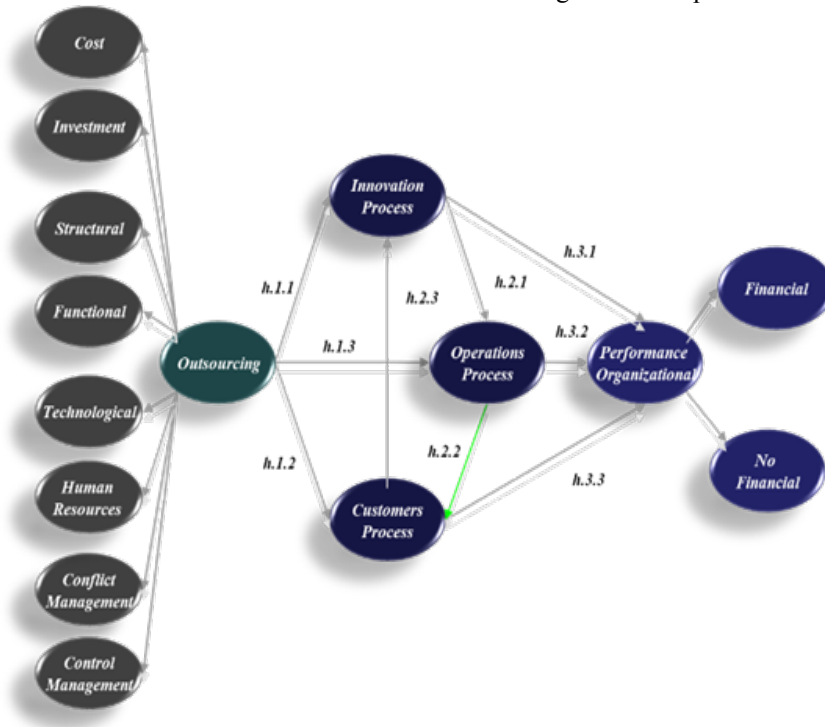 Cost
Investment
Structural
Functional
Technological
Human
Resources
Conflict
Management
Control
Management
Outsourcing
h.1.1
h.1.3
h.1.2
Innovation
Process
h.2.3
h.2.1
Operations
Process
h.2.2
Customers
Process
h.3.1
h.3.2
h.3.3
Performance
Organizational
Financial
No
Financial